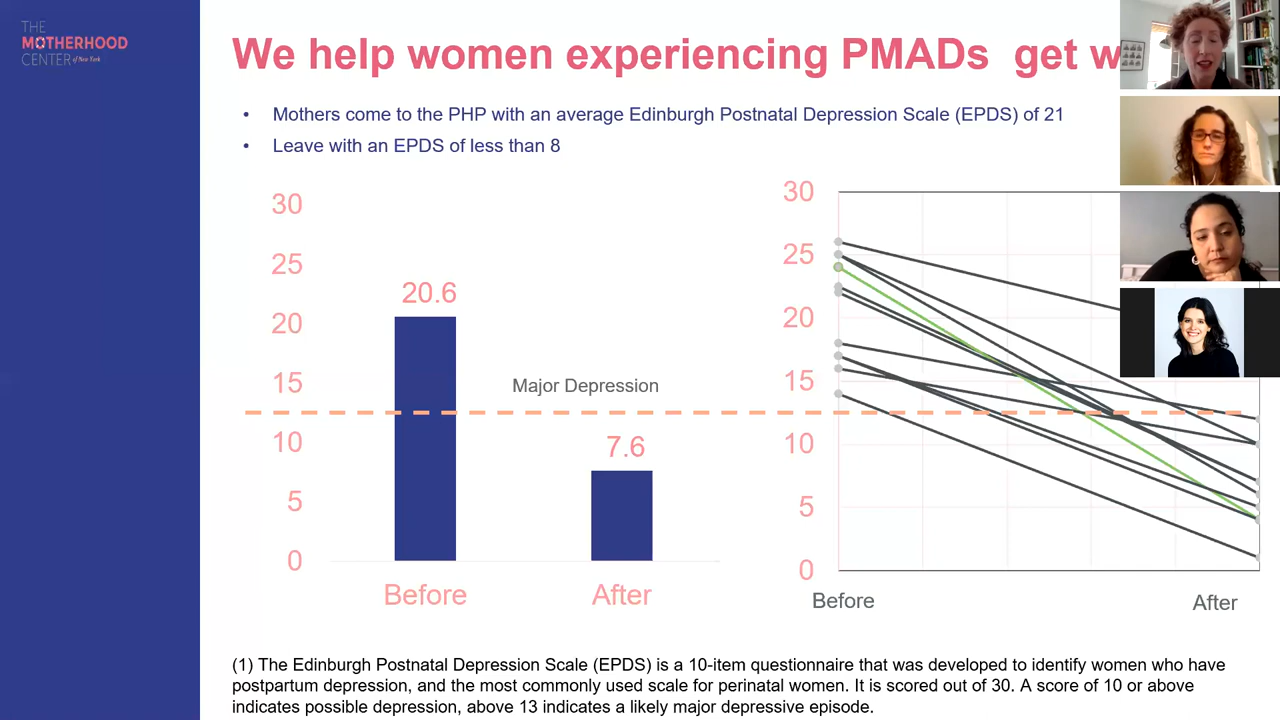 THE
MOTHERHOOD
CENTER of New York
We help women experiencing PMADs get w
• Mothers come to the PHP with an average Edinburgh Postnatal Depression Scale (EPDS) of 21
• Leave with an EPDS of less than 8
30
25
20
15
10
5
0
20.6
7.6
Major Depression
Before
After
30
25
20
15
10
5
0
Before
After
(1) The Edinburgh Postnatal Depression Scale (EPDS) is a 10-item questionnaire that was developed to identify women who have
postpartum depression, and the most commonly used scale for perinatal women. It is scored out of 30. A score of 10 or above
indicates possible depression, above 13 indicates a likely major depressive episode.